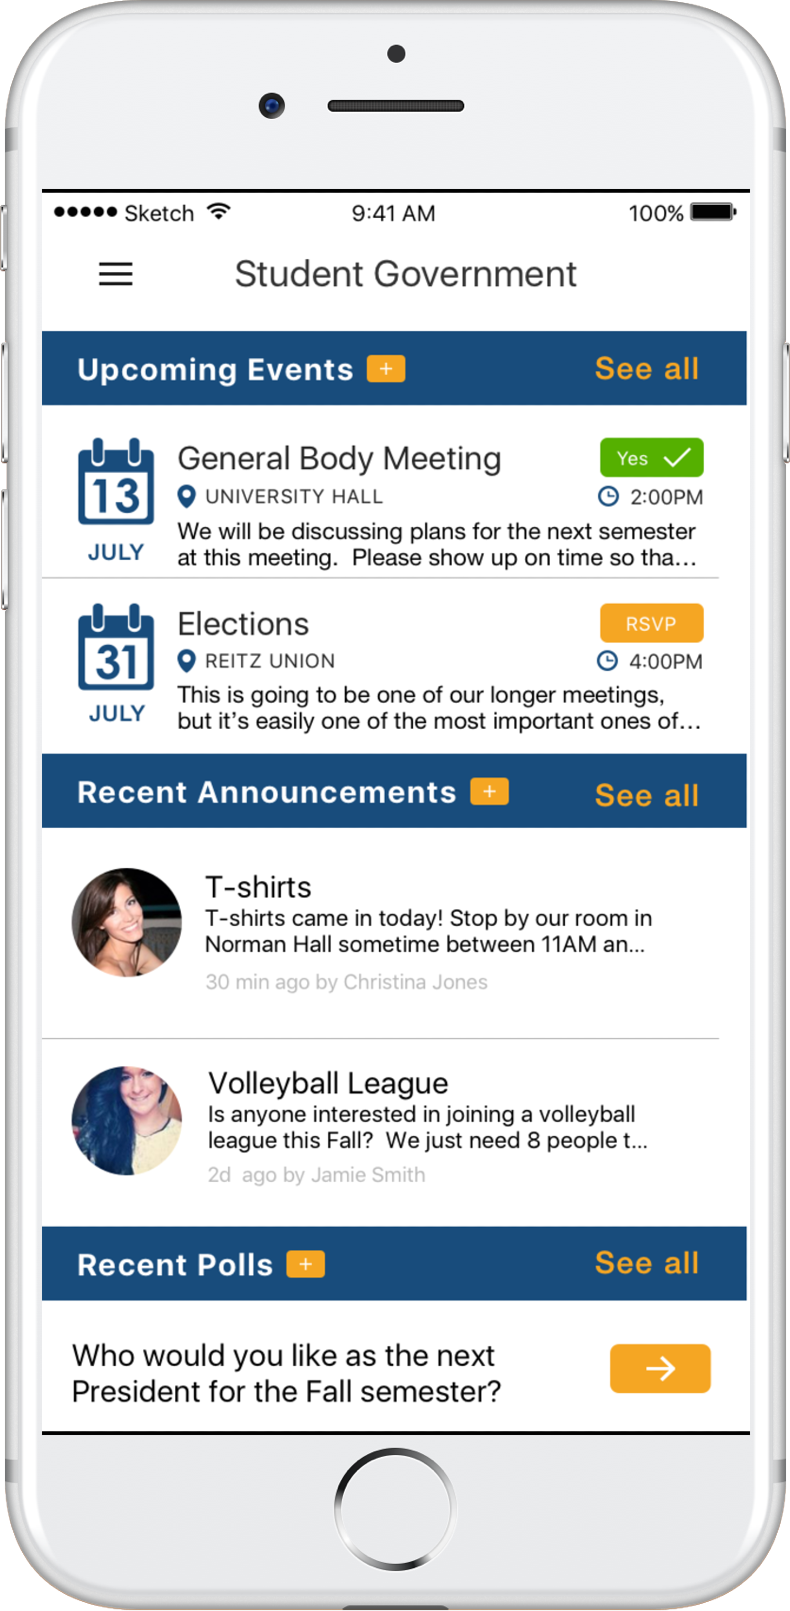 Sketch 9:41 AM 100%
Student Government
Upcoming Events + See all
General Body Meeting Yes
13 UNIVERSITY HALL 2:00PM
We will be discussing plans for the next semester
JULY at this meeting.  Please show up on time so tha...
Elections RSVP
31 REITZ UNION 4:00PM
This is going to be one of our longer meetings,
JULY but it's easily one of the most important ones of...
Recent Announcements + See all
T-shirts
T-shirts came in today! Stop by our room in
Norman Hall sometime between 11AM an...
30 min ago by Christina Jones
Volleyball League
Is anyone interested in joining a volleyball
league this Fall?  We just need 8 people t...
2d  ago by Jamie Smith
Recent Polls + See all
Who would you like as the next
President for the Fall semester?